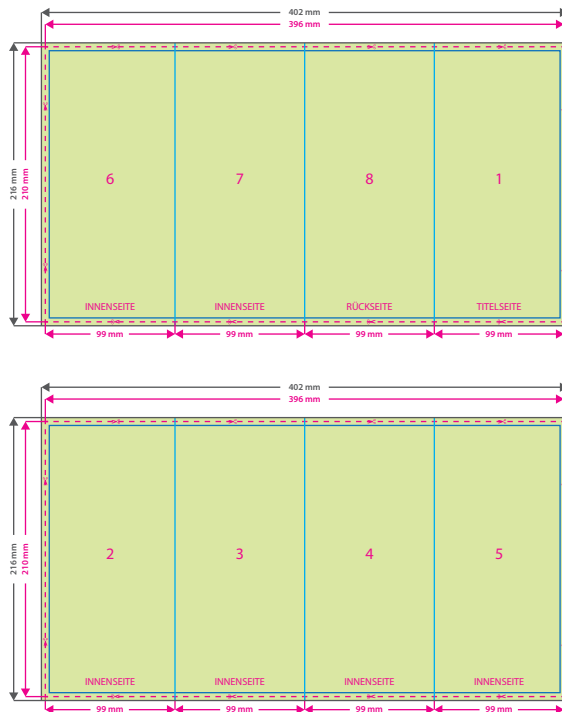 402 mm
396 mm
216 mm
210 mm
6 7 8 1
INNENSEITE INNENSEITE RÜCKSEITE TITELSEITE
99 mm 99 mm 99 mm 99 mm
402 mm
396 mm
216 mm
210 mm
2 3 4 5
INNENSEITE INNENSEITE INNENSEITE INNENSEITE
99 mm 99 mm 99 mm 99 mm